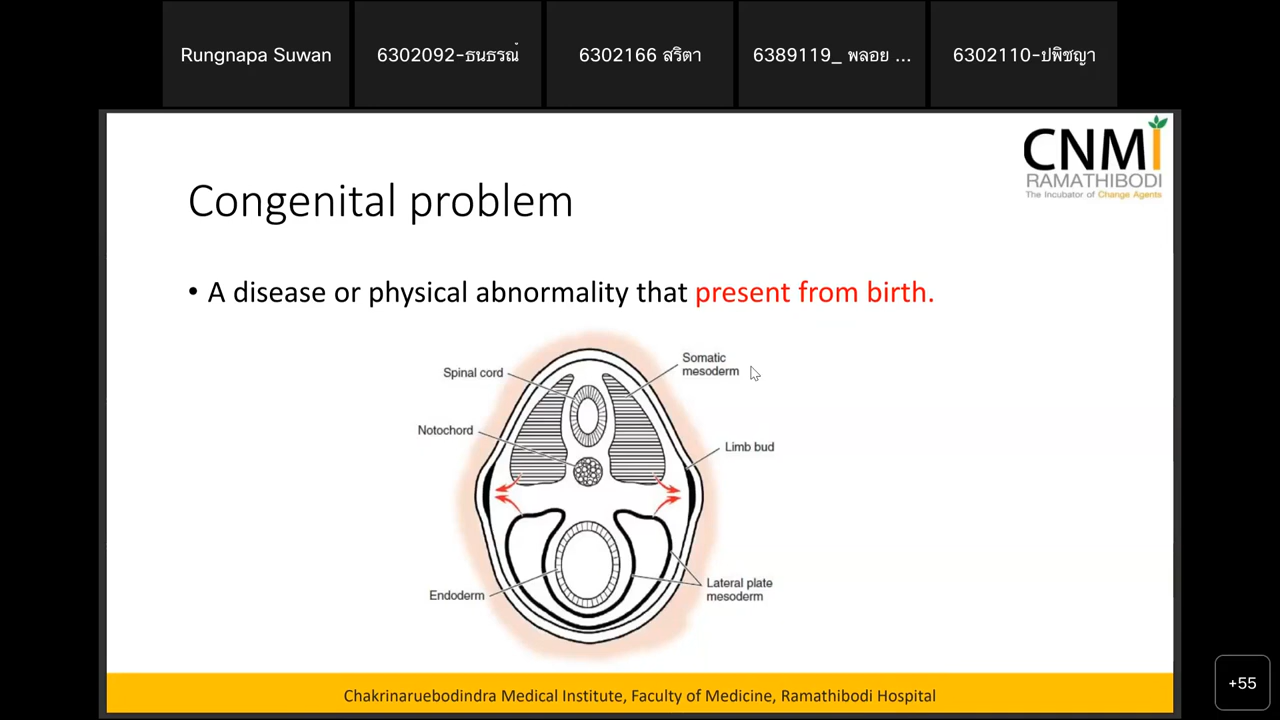 Rungnapa Suwan
6302092-ธนธรณ์
6302166 สริตา
6389119_ พลอย ...
6302110-ปพิชญา
CNMI
RAMATHIBODI
The Incubator of Change Agents
Congenital problem
• A disease or physical abnormality that present from birth.
Spinal cord
Somatic
mesoderm
Notochord
Limb bud
Endoderm
Lateral plate
mesoderm
Chakrinaruebodindra Medical Institute, Faculty of Medicine, Ramathibodi Hospital
+55